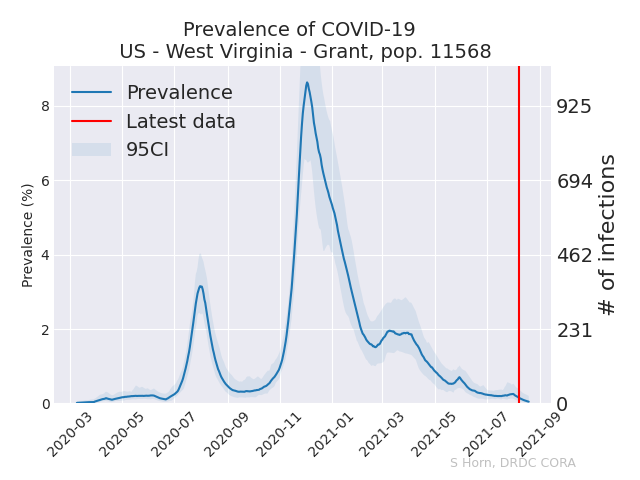 Prevalence of COVID-19
US - West Virginia - Grant, pop. 11568
Prevalence
Latest data
95CI
Prevalence (%)
8
6
4
2
0
925
694
462
231
0
# of infections
2020-03
2020-05
2020-07
2020-09
2020-11
2021-01
2021-03
2021-05
2021-07
2021-09
S Horn, DRDC CORA